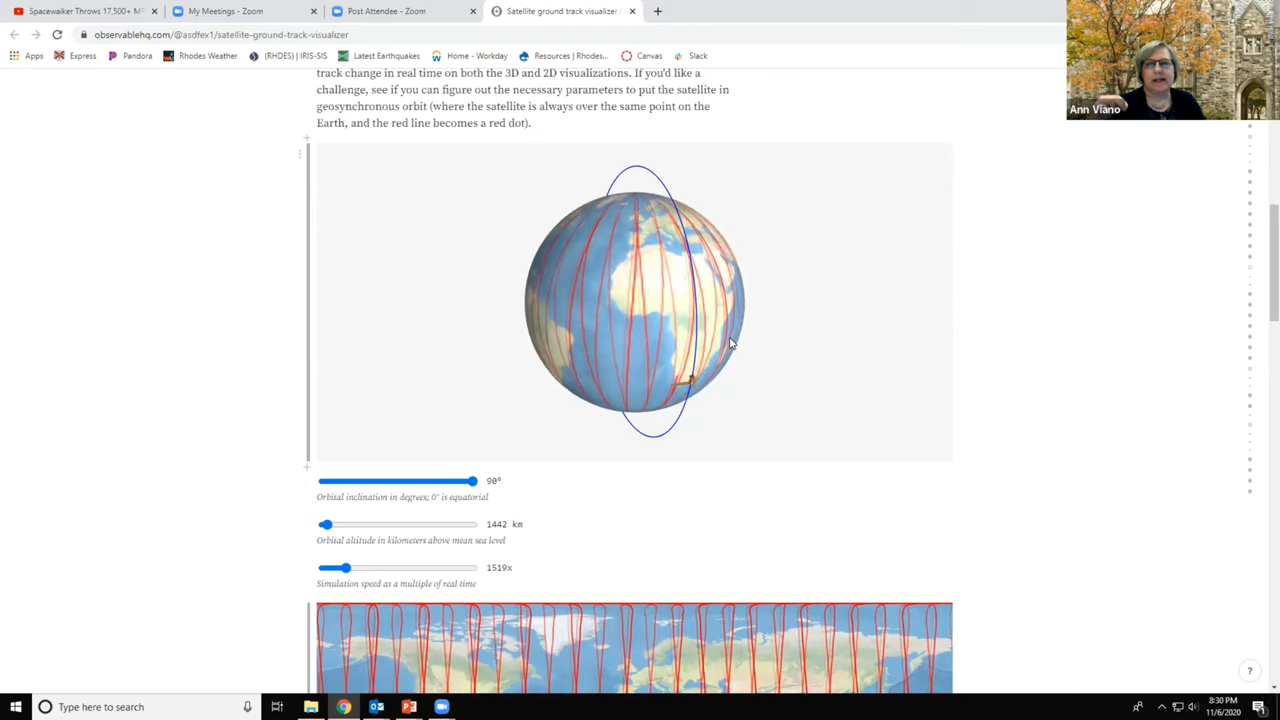 Spacewalker Throws 17,500+ M
My Meetings - Zoom
Post Attendee - Zoom
Satellite ground track visualizer /
observablehq.com/@asdfex1/satellite-ground-track-visualizer
Apps
Express
Pandora
Rhodes Weather
(RHDES) | IRIS-SIS
Latest Earthquakes
Home - Workday
Resources | Rhodes...
Canvas
Slack
track change in real time on both the 3D and 2D visualizations. If you'd like a
challenge, see if you can figure out the necessary parameters to put the satellite in
geosynchronous orbit (where the satellite is always over the same point on the
Earth, and the red line becomes a red dot).
Ann Viano
90°
Orbital inclination in degrees; 0° is equatorial
1442 km
Orbital altitude in kilometers above mean sea level
1519x
Simulation speed as a multiple of real time
?
Type here to search
8:30 PM
11/6/2020